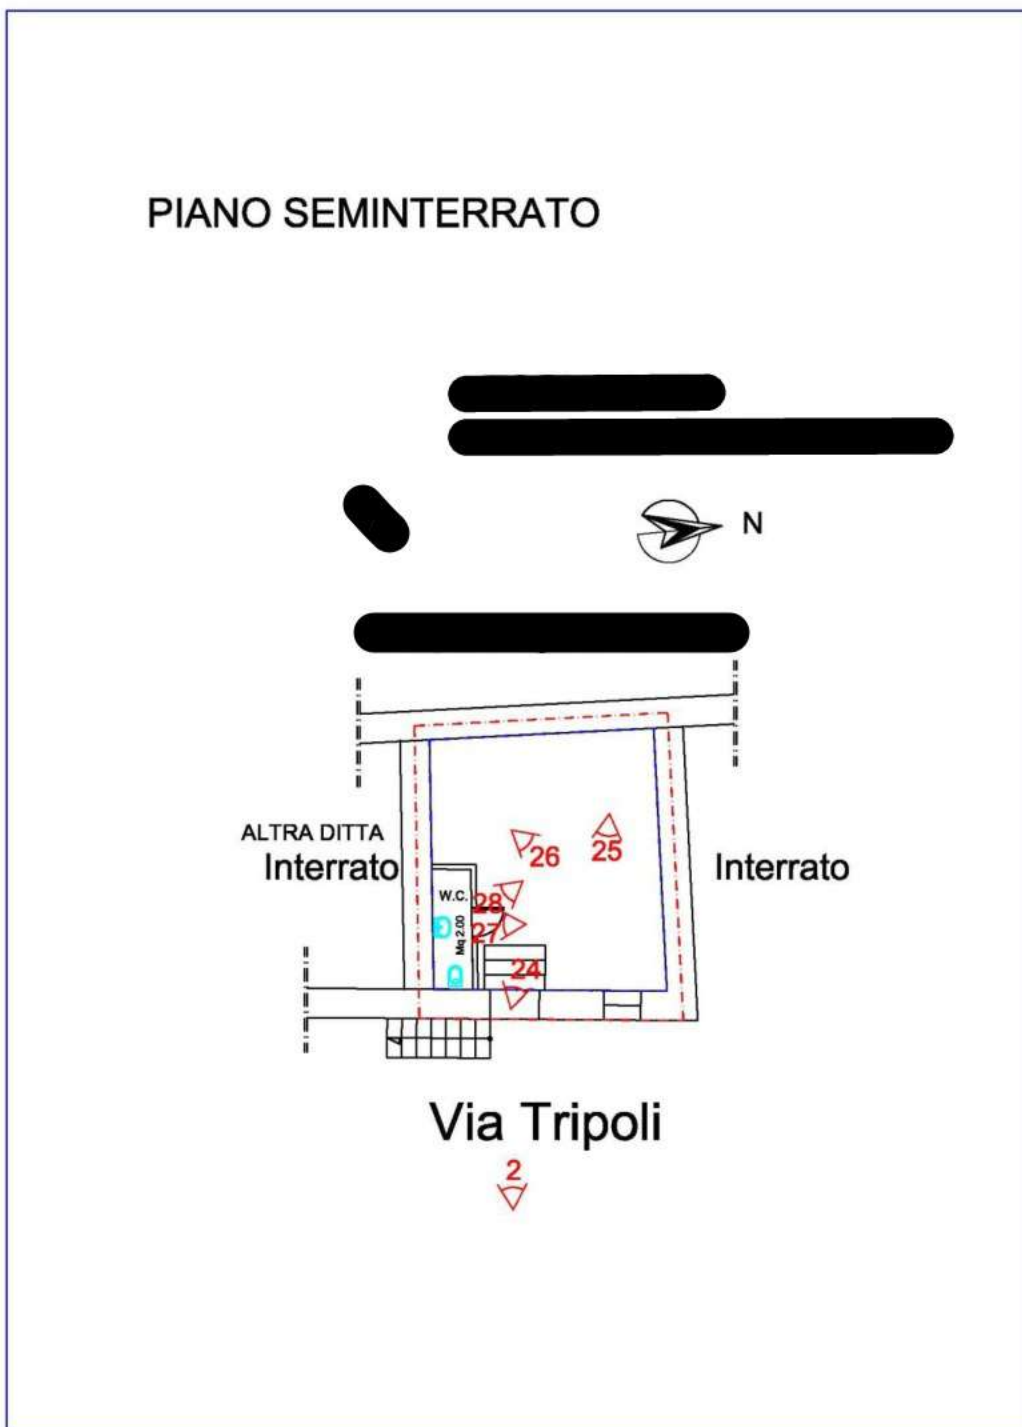 PIANO SEMINTERRATO
N
ALTRA DITTA
Interrato
Interrato
26
25
W.C.
Mq 2.00
28
27
24
Via Tripoli
2